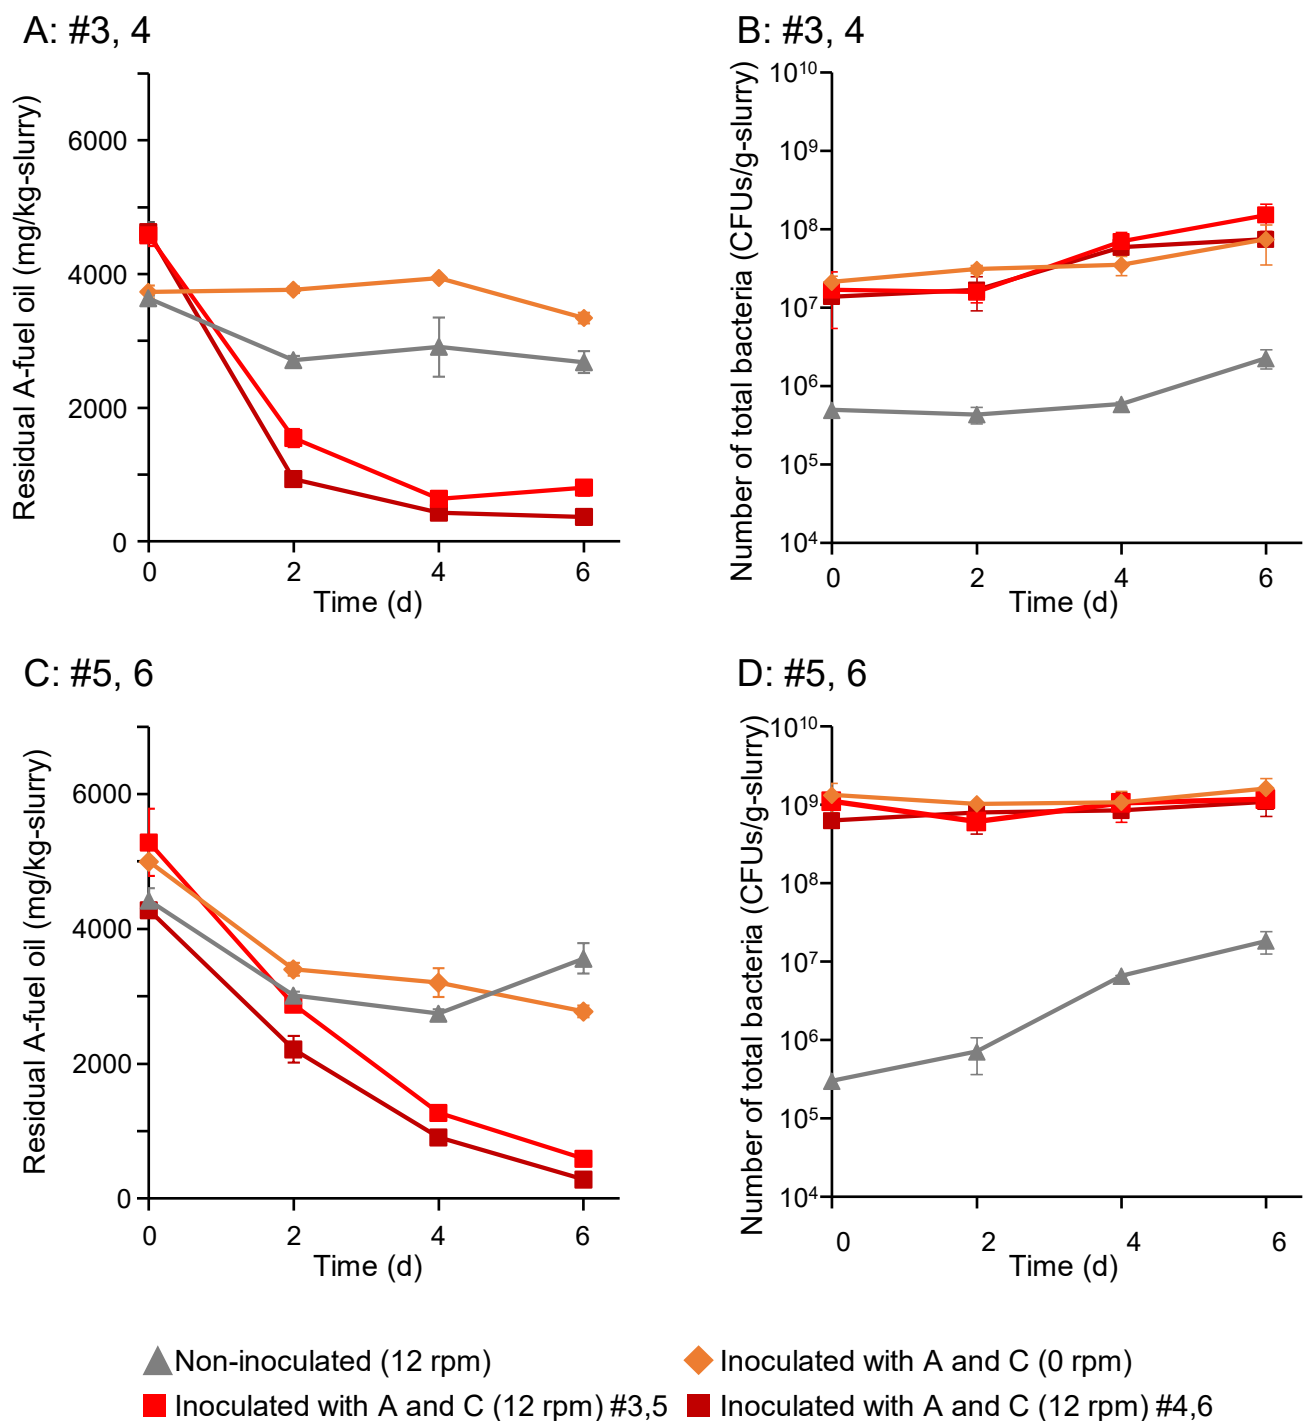 A: #3, 4
Residual A-fuel oil (mg/kg-slurry)
6000
4000
2000
0
0 2 4 6
Time (d)
B: #3, 4
Number of total bacteria (CFUs/g-slurry)
10¹⁰
10⁹
10⁸
10⁷
10⁶
10⁵
10⁴
0 2 4 6
Time (d)
C: #5, 6
Residual A-fuel oil (mg/kg-slurry)
6000
4000
2000
0
0 2 4 6
Time (d)
D: #5, 6
Number of total bacteria (CFUs/g-slurry)
10¹⁰
10⁹
10⁸
10⁷
10⁶
10⁵
10⁴
0 2 4 6
Time (d)
Non-inoculated (12 rpm)
Inoculated with A and C (0 rpm)
Inoculated with A and C (12 rpm) #3,5
Inoculated with A and C (12 rpm) #4,6